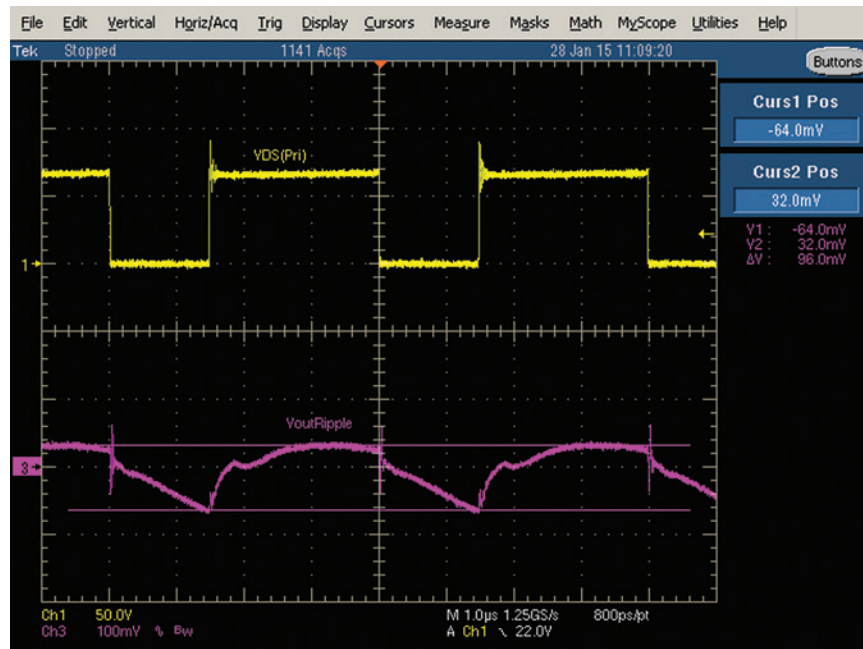 File Edit Vertical Horiz/Acq Trig Display Cursors Measure Masks Math MyScope Utilities Help
Tek Stopped 1141 Acqs 28 Jan 15 11:09:20
Buttons
Curs1 Pos
-64.0mV
Curs2 Pos
32.0mV
V1 : -64.0mV
V2 : 32.0mV
ΔV : 96.0mV
VDS(Pri)
1
VoutRipple
3
Ch1 50.0V M 1.0µs 1.25GS/s 800ps/pt
Ch3 100mV ∿ BW A Ch1 ∖ 22.0V